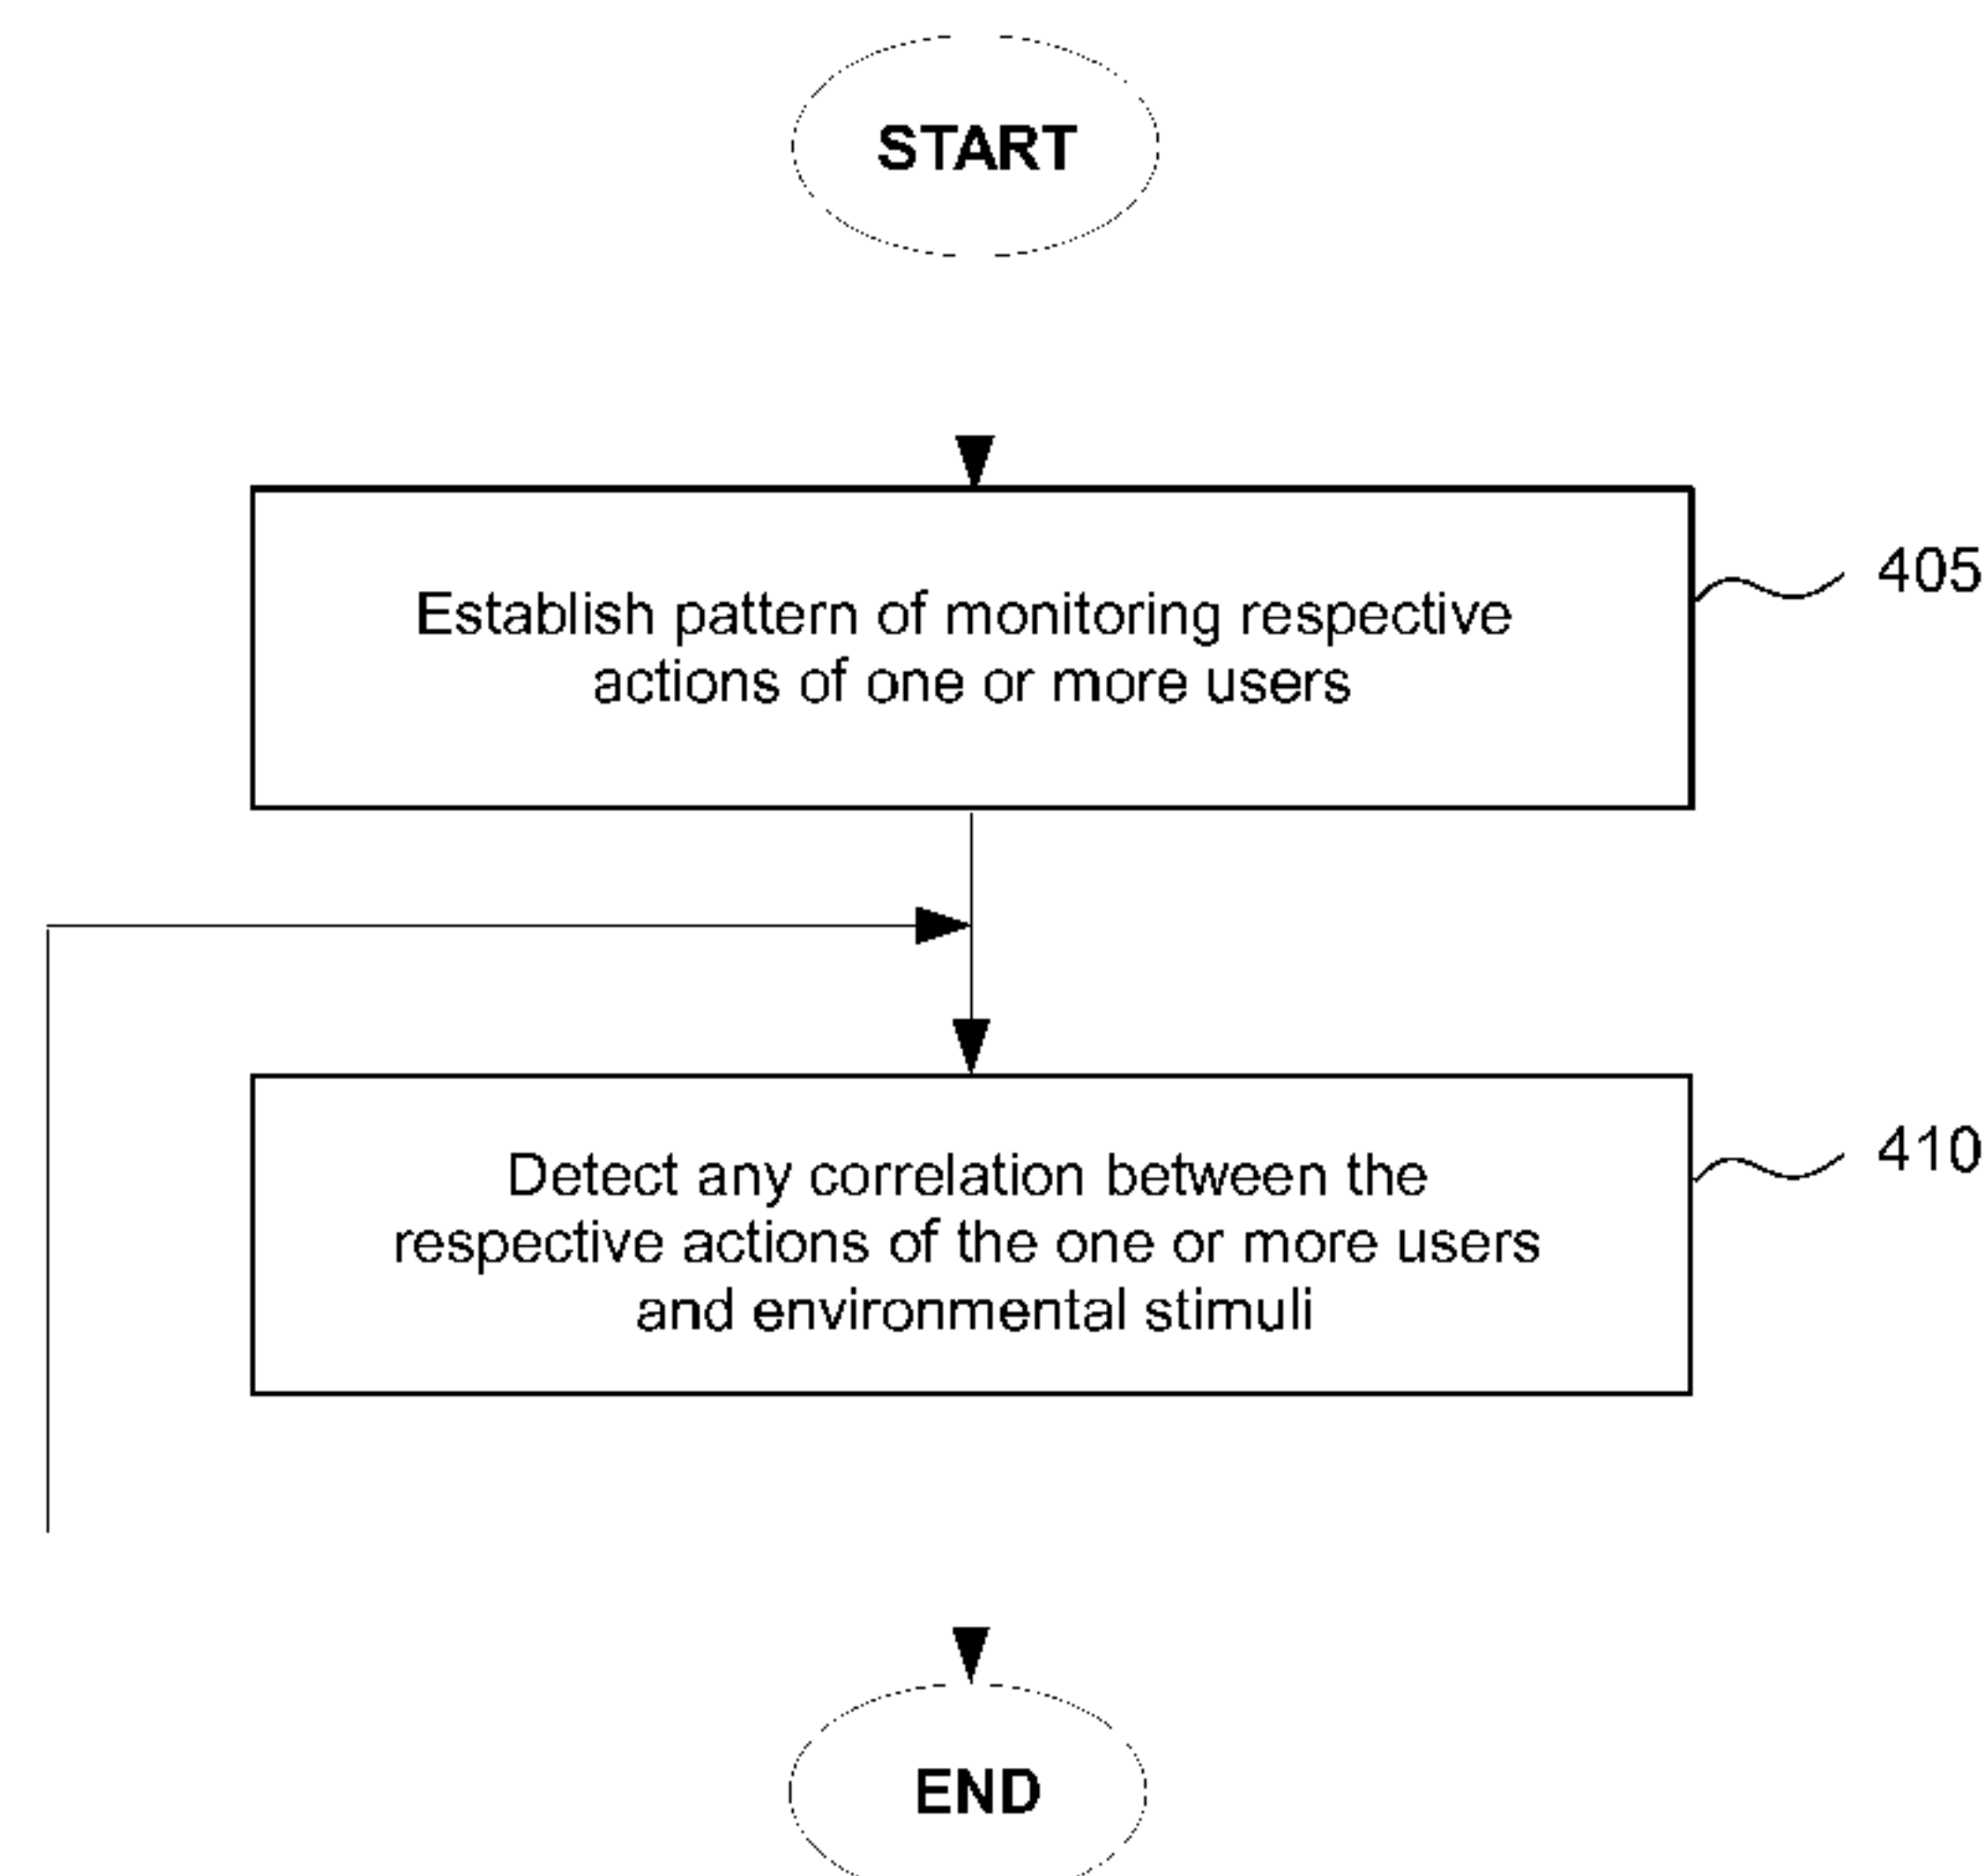 START
Establish pattern of monitoring respective
actions of one or more users
405
Detect any correlation between the
respective actions of the one or more users
and environmental stimuli
410
END